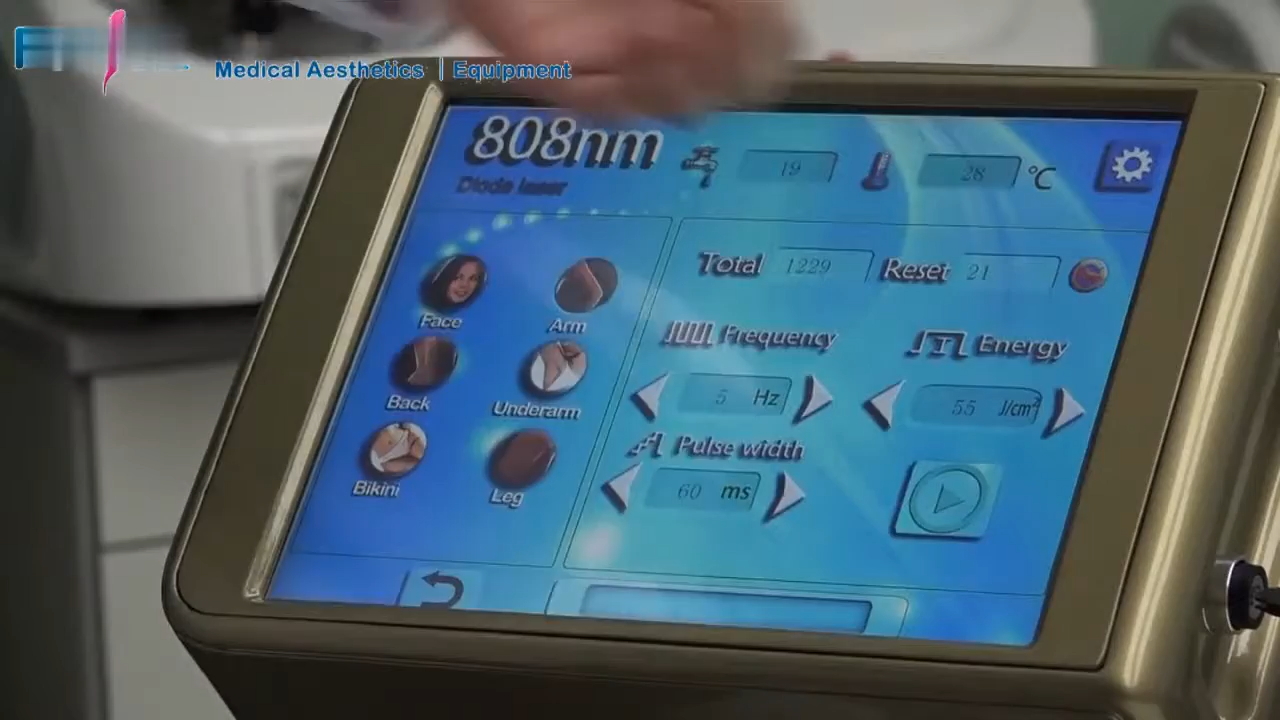 Medical Aesthetics | Equipment
808nm
Diode laser
19
28 °C
Total 1229 Reset 21
Face
Arm
Frequency
Energy
5 Hz
55 J/cm²
Back
Underarm
Pulse width
60 ms
Bikini
Leg